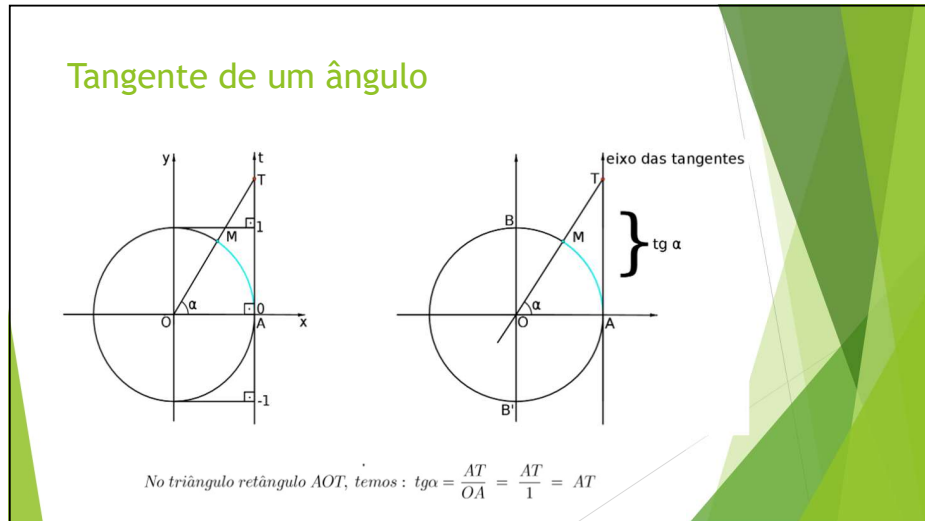 Tangente de um ângulo
y
t
T
1
M
α
0
O
A
x
-1
eixo das tangentes
T
B
M
tg α
α
O
A
B'
No triângulo retângulo AOT, temos : tgα = AT/OA = AT/1 = AT